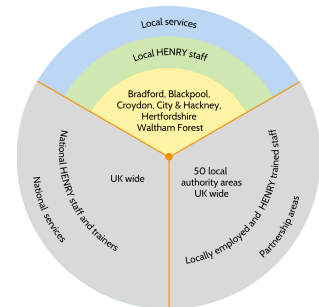 Local services
Local HENRY staff
Bradford, Blackpool,
Croydon, City & Hackney,
Hertfordshire
Waltham Forest
National services
National HENRY staff and trainers
UK wide
50 local
authority areas
UK wide
Locally employed and HENRY trained staff
Partnership areas